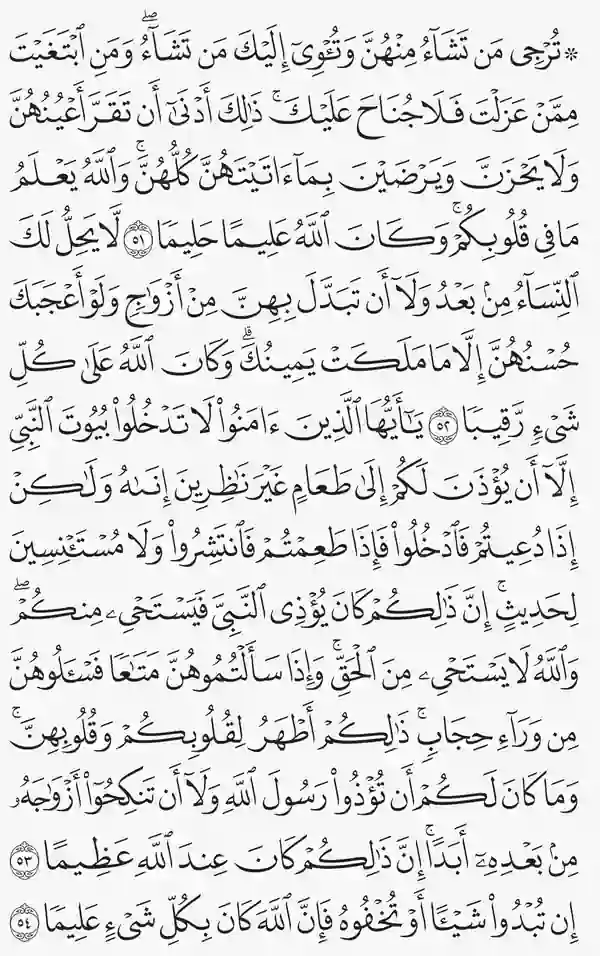 ۞ تُرْجِى مَن تَشَآءُ مِنْهُنَّ وَتُـْٔوِىٓ إِلَيْكَ مَن تَشَآءُ ۖ وَمَنِ ٱبْتَغَيْتَ
مِمَّنْ عَزَلْتَ فَلَا جُنَاحَ عَلَيْكَ ۚ ذَٰلِكَ أَدْنَىٰٓ أَن تَقَرَّ أَعْيُنُهُنَّ
وَلَا يَحْزَنَّ وَيَرْضَيْنَ بِمَآ ءَاتَيْتَهُنَّ كُلُّهُنَّ ۚ وَٱللَّهُ يَعْلَمُ
مَا فِى قُلُوبِكُمْ ۚ وَكَانَ ٱللَّهُ عَلِيمًا حَلِيمًا ٥١ لَّا يَحِلُّ لَكَ
ٱلنِّسَآءُ مِنۢ بَعْدُ وَلَآ أَن تَبَدَّلَ بِهِنَّ مِنْ أَزْوَٰجٍ وَلَوْ أَعْجَبَكَ
حُسْنُهُنَّ إِلَّا مَا مَلَكَتْ يَمِينُكَ ۗ وَكَانَ ٱللَّهُ عَلَىٰ كُلِّ
شَىْءٍ رَّقِيبًا ٥٢ يَٰٓأَيُّهَا ٱلَّذِينَ ءَامَنُوا۟ لَا تَدْخُلُوا۟ بُيُوتَ ٱلنَّبِىِّ
إِلَّآ أَن يُؤْذَنَ لَكُمْ إِلَىٰ طَعَامٍ غَيْرَ نَٰظِرِينَ إِنَىٰهُ وَلَٰكِنْ
إِذَا دُعِيتُمْ فَٱدْخُلُوا۟ فَإِذَا طَعِمْتُمْ فَٱنتَشِرُوا۟ وَلَا مُسْتَـْٔنِسِينَ
لِحَدِيثٍ ۚ إِنَّ ذَٰلِكُمْ كَانَ يُؤْذِى ٱلنَّبِىَّ فَيَسْتَحْىِۦ مِنكُمْ ۖ
وَٱللَّهُ لَا يَسْتَحْىِۦ مِنَ ٱلْحَقِّ ۚ وَإِذَا سَأَلْتُمُوهُنَّ مَتَٰعًا فَسْـَٔلُوهُنَّ
مِن وَرَآءِ حِجَابٍ ۚ ذَٰلِكُمْ أَطْهَرُ لِقُلُوبِكُمْ وَقُلُوبِهِنَّ ۚ
وَمَا كَانَ لَكُمْ أَن تُؤْذُوا۟ رَسُولَ ٱللَّهِ وَلَآ أَن تَنكِحُوٓا۟ أَزْوَٰجَهُۥ
مِنۢ بَعْدِهِۦٓ أَبَدًا ۚ إِنَّ ذَٰلِكُمْ كَانَ عِندَ ٱللَّهِ عَظِيمًا ٥٣
إِن تُبْدُوا۟ شَيْـًٔا أَوْ تُخْفُوهُ فَإِنَّ ٱللَّهَ كَانَ بِكُلِّ شَىْءٍ عَلِيمًا ٥٤